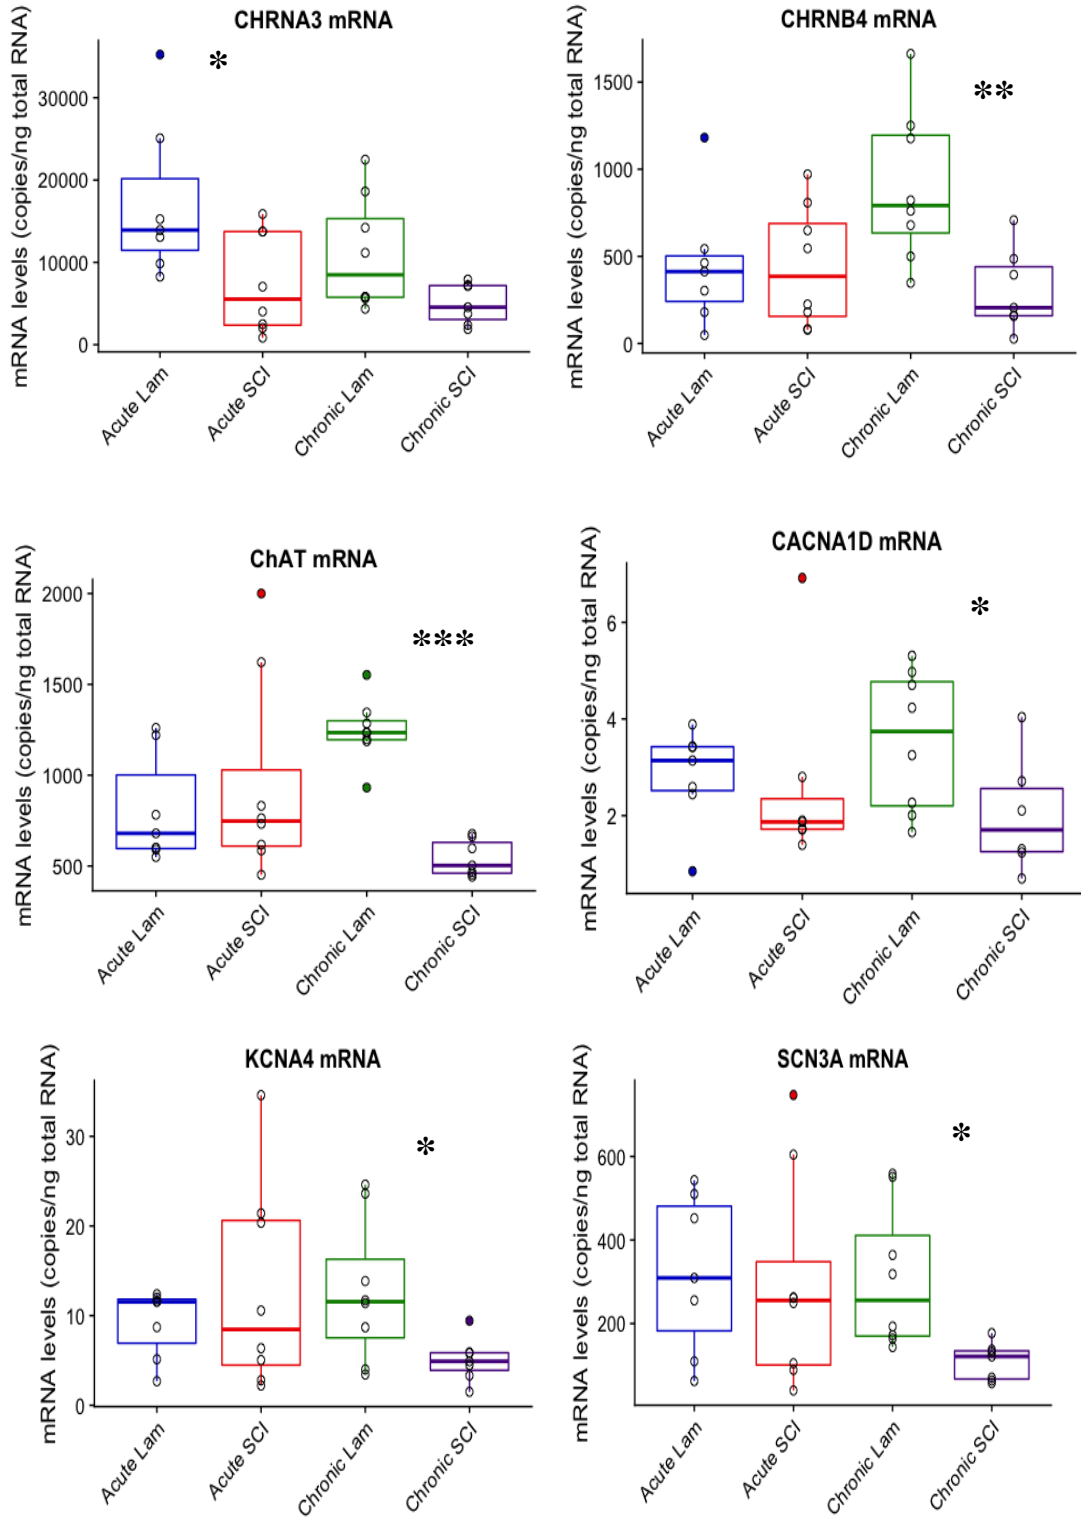 CHRNA3 mRNA
mRNA levels (copies/ng total RNA)
*
30000
20000
10000
0
Acute Lam
Acute SCI
Chronic Lam
Chronic SCI
CHRNB4 mRNA
mRNA levels (copies/ng total RNA)
**
1500
1000
500
0
Acute Lam
Acute SCI
Chronic Lam
Chronic SCI
ChAT mRNA
mRNA levels (copies/ng total RNA)
***
2000
1500
1000
500
Acute Lam
Acute SCI
Chronic Lam
Chronic SCI
CACNA1D mRNA
mRNA levels (copies/ng total RNA)
*
6
4
2
Acute Lam
Acute SCI
Chronic Lam
Chronic SCI
KCNA4 mRNA
mRNA levels (copies/ng total RNA)
*
30
20
10
0
Acute Lam
Acute SCI
Chronic Lam
Chronic SCI
SCN3A mRNA
mRNA levels (copies/ng total RNA)
*
600
400
200
Acute Lam
Acute SCI
Chronic Lam
Chronic SCI